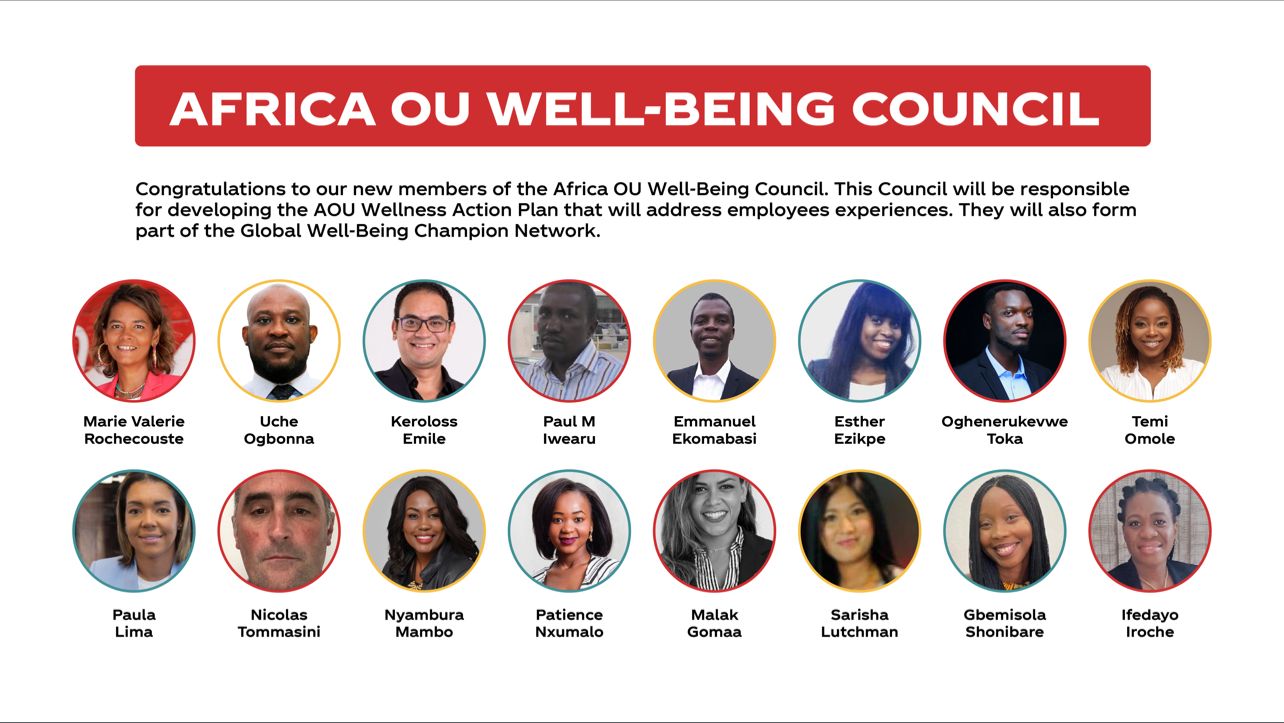 AFRICA OU WELL-BEING COUNCIL
Congratulations to our new members of the Africa OU Well-Being Council. This Council will be responsible
for developing the AOU Wellness Action Plan that will address employees experiences. They will also form
part of the Global Well-Being Champion Network.
Marie Valerie
Rochecouste
Uche
Ogbonna
Keroloss
Emile
Paul M
Iwearu
Emmanuel
Ekomabasi
Esther
Ezikpe
Oghenerukevwe
Toka
Temi
Omole
Paula
Lima
Nicolas
Tommasini
Nyambura
Mambo
Patience
Nxumalo
Malak
Gomaa
Sarisha
Lutchman
Gbemisola
Shonibare
Ifedayo
Iroche